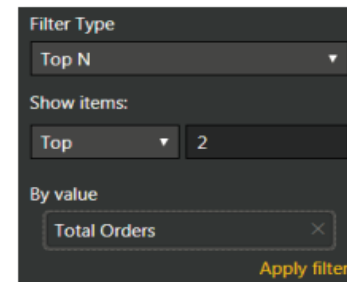 Filter Type
Top N
Show items:
Top 2
By value
Total Orders
Apply filter